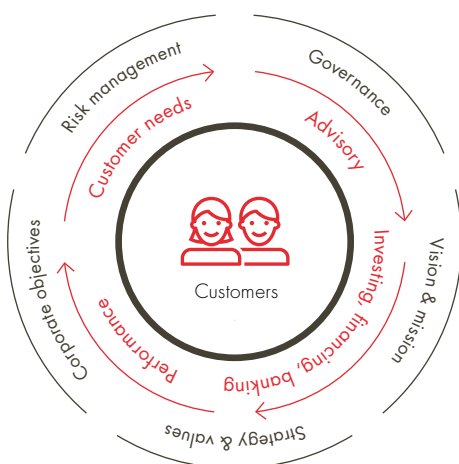 Risk management
Governance
Customer needs
Advisory
Customers
Corporate objectives
Vision & mission
Performance
Investing, financing, banking
Strategy & values